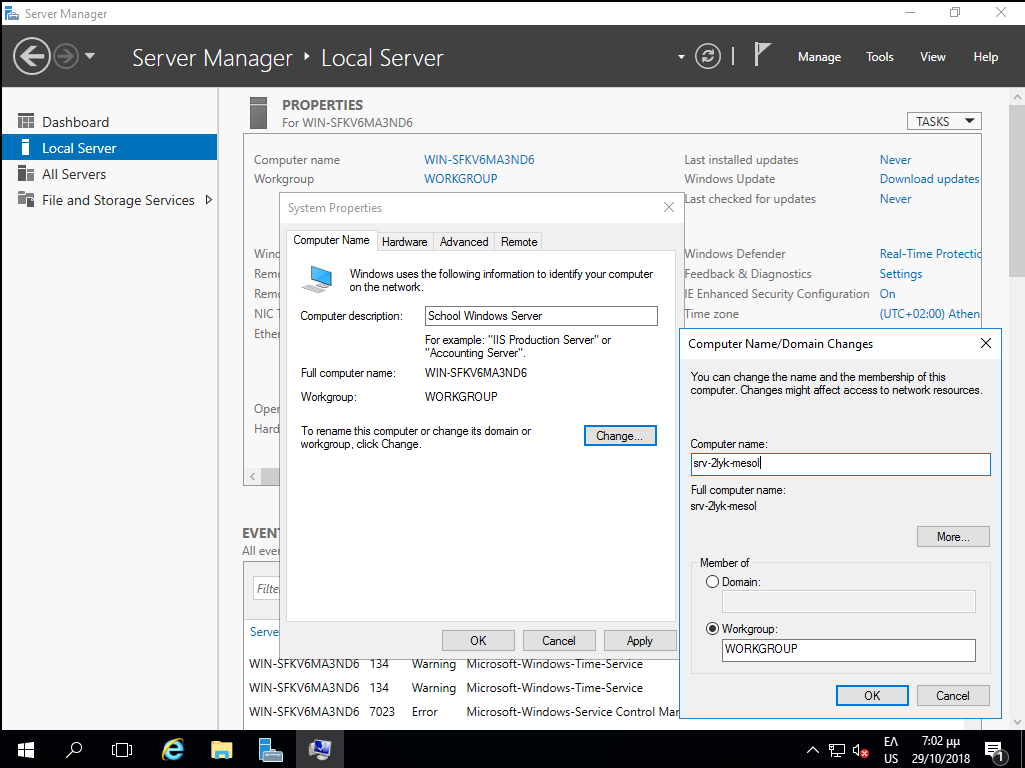 Server Manager
Server Manager ‣ Local Server
Manage Tools View Help
Dashboard
Local Server
All Servers
File and Storage Services
PROPERTIES
For WIN-SFKV6MA3ND6
TASKS
Computer name WIN-SFKV6MA3ND6 Last installed updates Never
Workgroup WORKGROUP Windows Update Download updates
Last checked for updates Never
Windows Defender Real-Time Protectic
Feedback & Diagnostics Settings
IE Enhanced Security Configuration On
Time zone (UTC+02:00) Athen
Wind
Remo
Remo
NIC T
Ether
Oper
Hard
System Properties
Computer Name Hardware Advanced Remote
Windows uses the following information to identify your computer
on the network.
Computer description: School Windows Server
For example: "IIS Production Server" or
"Accounting Server".
Full computer name: WIN-SFKV6MA3ND6
Workgroup: WORKGROUP
To rename this computer or change its domain or
workgroup, click Change.
Change...
OK Cancel Apply
Computer Name/Domain Changes
You can change the name and the membership of this
computer. Changes might affect access to network resources.
Computer name:
srv-2lyk-mesol
Full computer name:
srv-2lyk-mesol
More...
Member of
Domain:
Workgroup:
WORKGROUP
OK Cancel
EVENT
All ever
Filte
Serve
WIN-SFKV6MA3ND6 134 Warning Microsoft-Windows-Time-Service
WIN-SFKV6MA3ND6 134 Warning Microsoft-Windows-Time-Service
WIN-SFKV6MA3ND6 7023 Error Microsoft-Windows-Service Control Mar
ΕΛ
US
7:02 μμ
29/10/2018
1